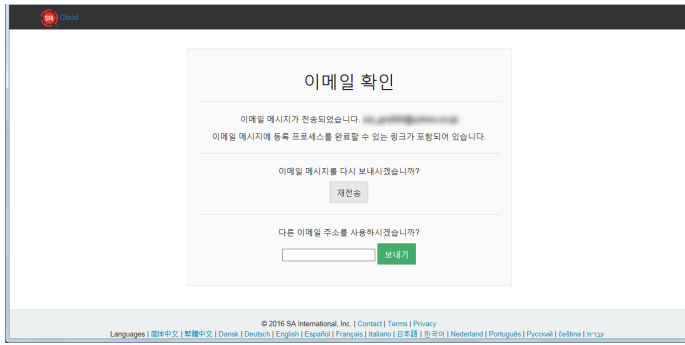 SAi Cloud
이메일 확인
이메일 메시지가 전송되었습니다.
이메일 메시지에 등록 프로세스를 완료할 수 있는 링크가 포함되어 있습니다.
이메일 메시지를 다시 보내시겠습니까?
재전송
다른 이메일 주소를 사용하시겠습니까?
보내기
© 2016 SA International, Inc. | Contact | Terms | Privacy
Languages | 简体中文 | 繁體中文 | Dansk | Deutsch | English | Español | Français | Italiano | 日本語 | 한국어 | Nederland | Português | Русский | čeština | עברית